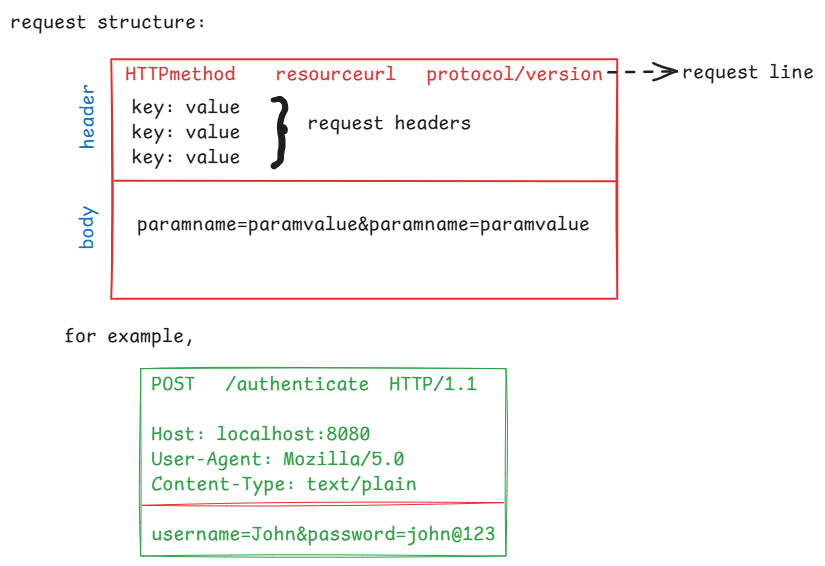 request structure:
HTTPmethod resourceurl protocol/version request line
header
key: value
key: value
key: value
request headers
body
paramname=paramvalue&paramname=paramvalue
for example,
POST /authenticate HTTP/1.1
Host: localhost:8080
User-Agent: Mozilla/5.0
Content-Type: text/plain
username=John&password=john@123